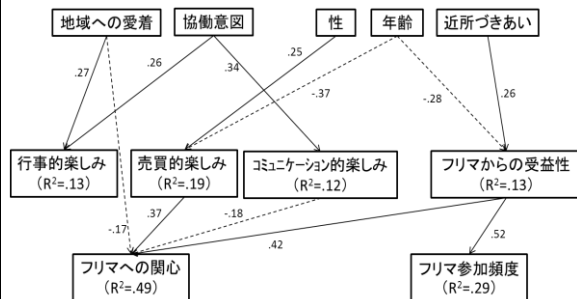 地域への愛着 協働意図 性 年齢 近所づきあい
.27 .26 .34 .25 -.37 -.28 .26
行事的楽しみ 売買的楽しみ コミュニケーション的楽しみ フリマからの受益性
(R²=.13) (R²=.19) (R²=.12) (R²=.13)
-.17 .37 -.18 .42 .52
フリマへの関心 フリマ参加頻度
(R²=.49) (R²=.29)